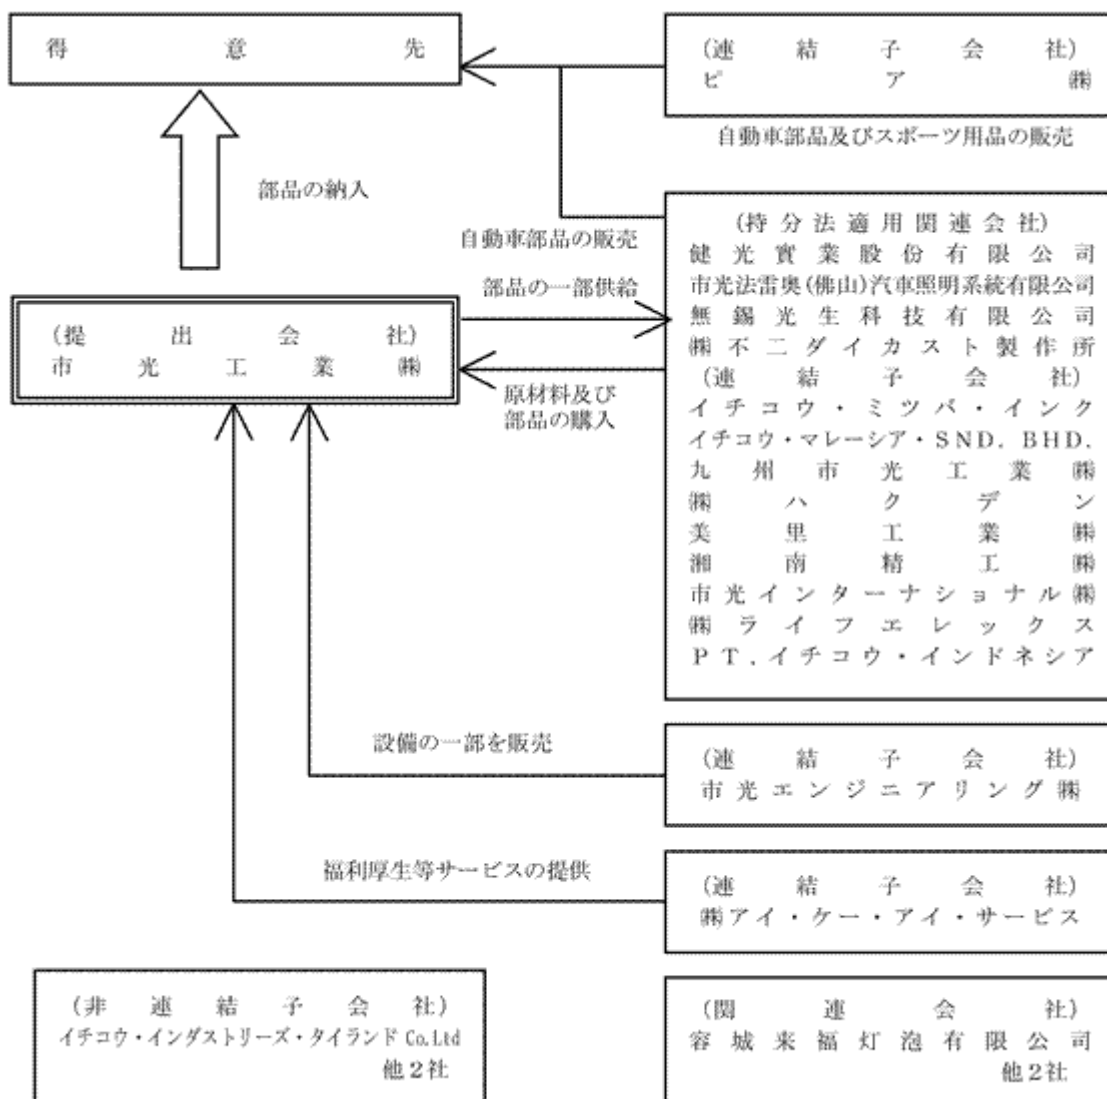 得意先
(連結子会社)
ピア㈱
自動車部品及びスポーツ用品の販売
部品の納入
自動車部品の販売
部品の一部供給
(提出会社)
市光工業㈱
原材料及び
部品の購入
(持分法適用関連会社)
健光實業股份有限公司
市光法雷奥(佛山)汽車照明系統有限公司
無錫光生科技有限公司
㈱不二ダイカスト製作所
(連結子会社)
イチコウ・ミツバ・インク
イチコウ・マレーシア・SND. BHD.
九州市光工業㈱
㈱ハクデン
美里工業㈱
湘南精工㈱
市光インターナショナル㈱
㈱ライフエレックス
PT.イチコウ・インドネシア
設備の一部を販売
(連結子会社)
市光エンジニアリング㈱
福利厚生等サービスの提供
(連結子会社)
㈱アイ・ケー・アイ・サービス
(非連結子会社)
イチコウ・インダストリーズ・タイランド Co.Ltd
他2社
(関連会社)
容城来福灯泡有限公司
他2社